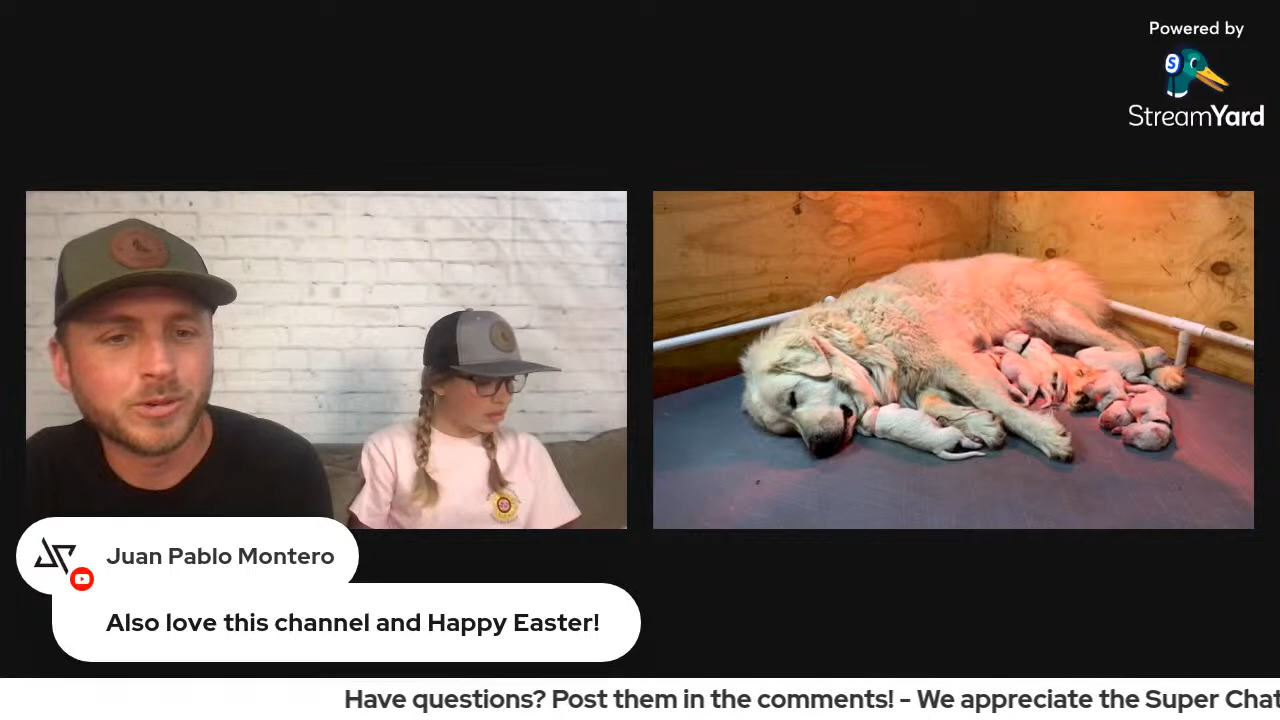 Powered by
S
StreamYard
Juan Pablo Montero
Also love this channel and Happy Easter!
Have questions? Post them in the comments! - We appreciate the Super Chat